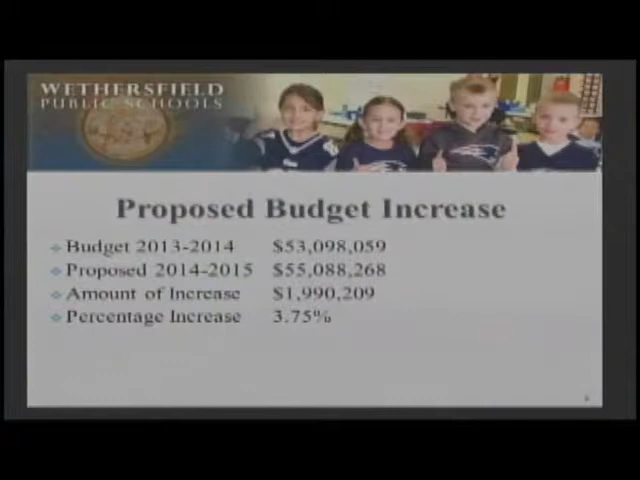 WETHERSFIELD
PUBLIC SCHOOLS
Proposed Budget Increase
Budget 2013-2014 $53,098,059
Proposed 2014-2015 $55,088,268
Amount of Increase $1,990,209
Percentage Increase 3.75%